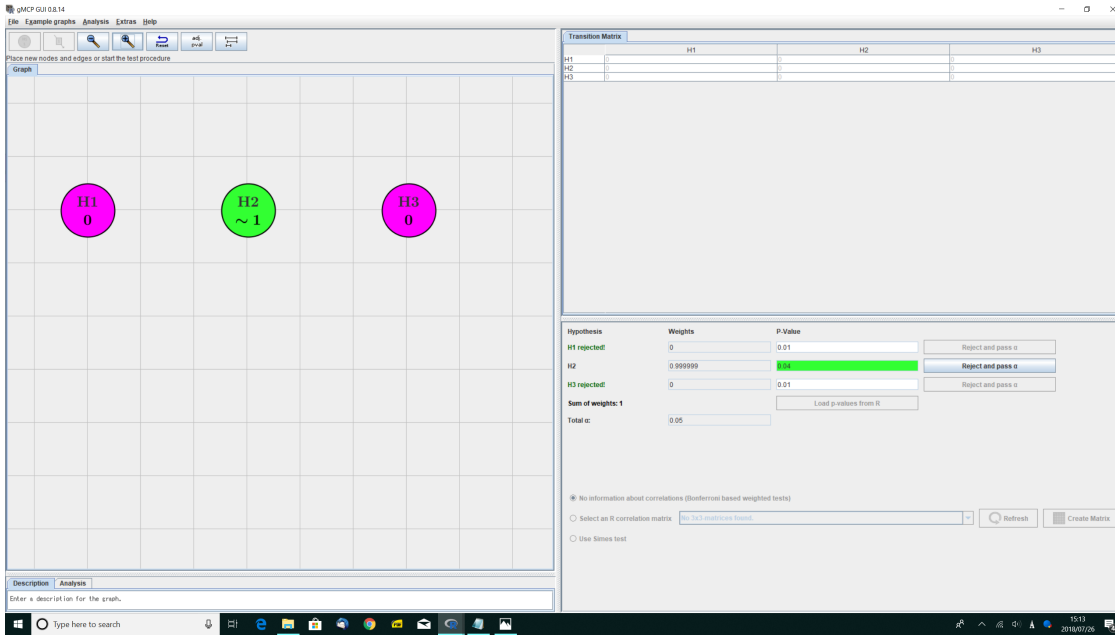 gMCP GUI 0.8.14
File Example graphs Analysis Extras Help
Reset adj. pval
Place new nodes and edges or start the test procedure
Graph
H1
0
H2
~ 1
H3
0
Description Analysis
Enter a description for the graph.
Transition Matrix
H1 H2 H3
H1 0 0 0
H2 0 0 0
H3 0 0 0
Hypothesis Weights P-Value
H1 rejected! 0 0.01 Reject and pass α
H2 0.999999 0.04 Reject and pass α
H3 rejected! 0 0.01 Reject and pass α
Sum of weights: 1 Load p-values from R
Total α: 0.05
No information about correlations (Bonferroni based weighted tests)
Select an R correlation matrix No 3x3 matrices found. Refresh Create Matrix
Use Simes test
Type here to search
15:13
2018/07/26